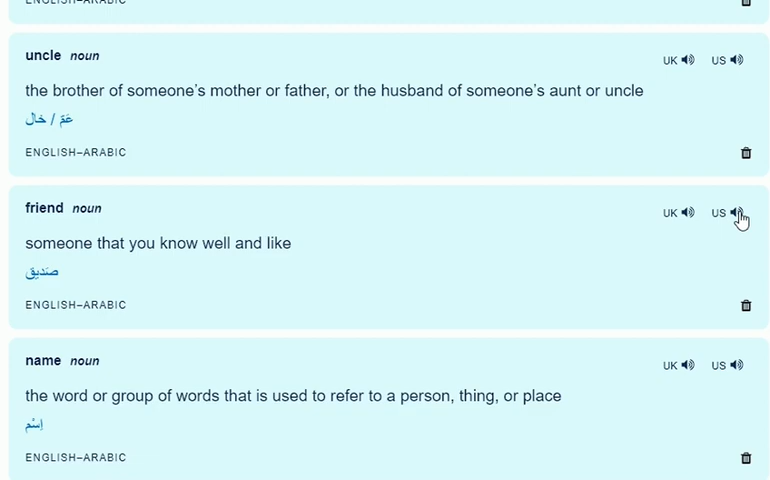 ENGLISH–ARABIC
uncle noun UK US
the brother of someone's mother or father, or the husband of someone's aunt or uncle
عَمّ / خال
ENGLISH–ARABIC
friend noun UK US
someone that you know well and like
صَديق
ENGLISH–ARABIC
name noun UK US
the word or group of words that is used to refer to a person, thing, or place
اِسْم
ENGLISH–ARABIC